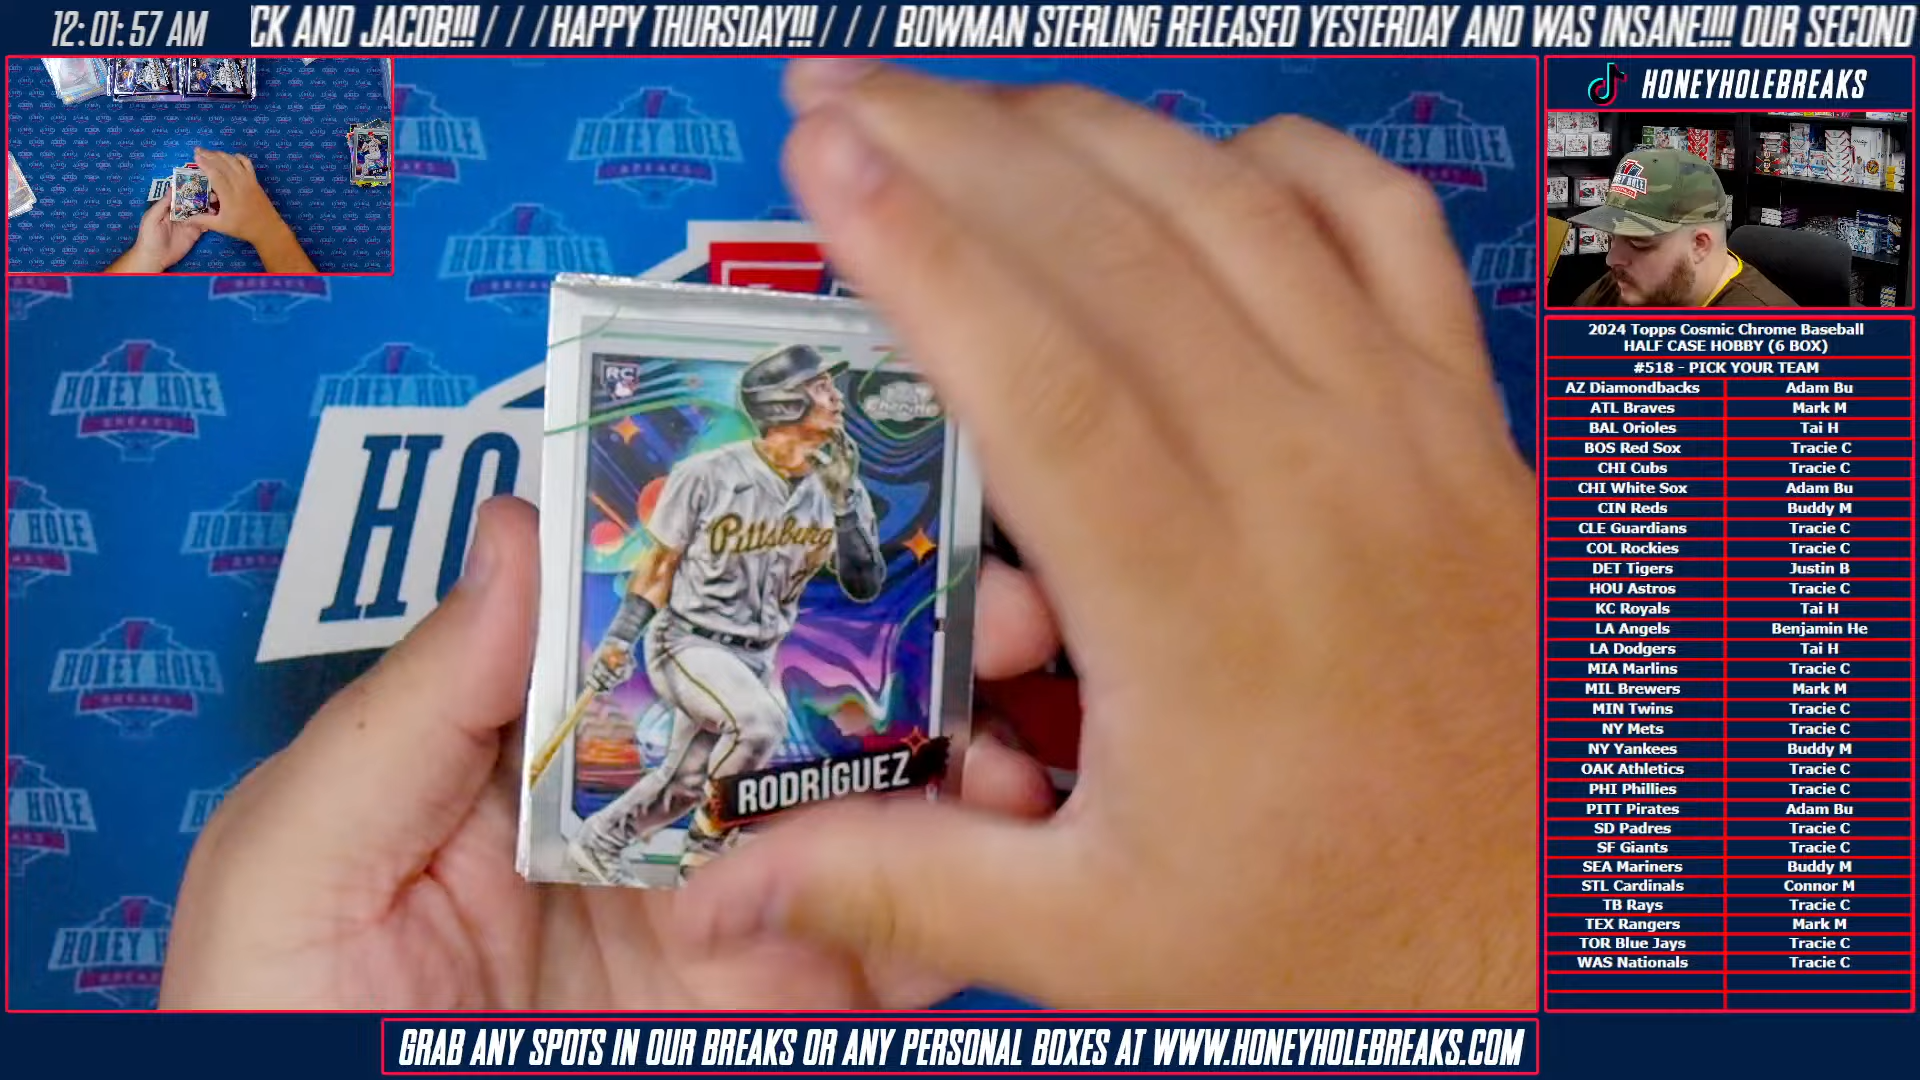 12:01:57 AM
CK AND JACOB!!! / / / HAPPY THURSDAY!!! / / / BOWMAN STERLING RELEASED YESTERDAY AND WAS INSANE!!!! OUR SECOND
HONEYHOLEBREAKS
2024 Topps Cosmic Chrome Baseball
HALF CASE HOBBY (6 BOX)
#518 - PICK YOUR TEAM
AZ Diamondbacks Adam Bu
ATL Braves Mark M
BAL Orioles Tai H
BOS Red Sox Tracie C
CHI Cubs Tracie C
CHI White Sox Adam Bu
CIN Reds Buddy M
CLE Guardians Tracie C
COL Rockies Tracie C
DET Tigers Justin B
HOU Astros Tracie C
KC Royals Tai H
LA Angels Benjamin He
LA Dodgers Tai H
MIA Marlins Tracie C
MIL Brewers Mark M
MIN Twins Tracie C
NY Mets Tracie C
NY Yankees Buddy M
OAK Athletics Tracie C
PHI Phillies Tracie C
PITT Pirates Adam Bu
SD Padres Tracie C
SF Giants Tracie C
SEA Mariners Buddy M
STL Cardinals Connor M
TB Rays Tracie C
TEX Rangers Mark M
TOR Blue Jays Tracie C
WAS Nationals Tracie C
HONEY HOLE
BREAKS
HO
RC
Chrome
Pittsburg
RODRÍGUEZ
GRAB ANY SPOTS IN OUR BREAKS OR ANY PERSONAL BOXES AT WWW.HONEYHOLEBREAKS.COM